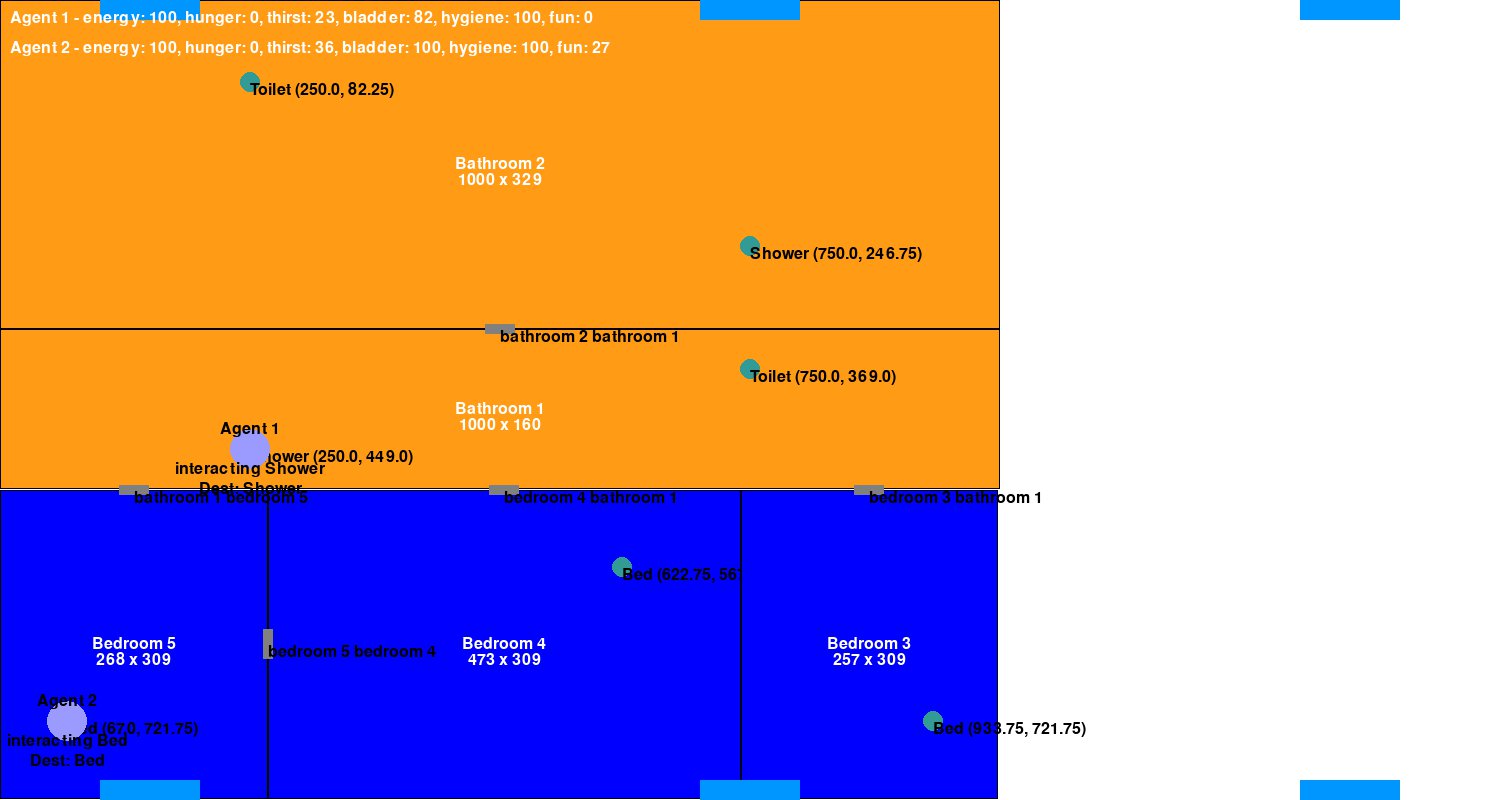 Agent 1 - energy: 100, hunger: 0, thirst: 23, bladder: 82, hygiene: 100, fun: 0
Agent 2 - energy: 100, hunger: 0, thirst: 36, bladder: 100, hygiene: 100, fun: 27
Toilet (250.0, 82.25)
Bathroom 2
1000 x 329
Shower (750.0, 246.75)
bathroom 2 bathroom 1
Toilet (750.0, 369.0)
Bathroom 1
1000 x 160
Agent 1
ower (250.0, 449.0)
interacting Shower
Dest: Shower
bathroom 1 bedroom 5
bedroom 4 bathroom 1
bedroom 3 bathroom 1
Bed (622.75, 56
Bedroom 5
268 x 309
bedroom 5 bedroom 4
Bedroom 4
473 x 309
Bedroom 3
257 x 309
Agent 2
d (67.0, 721.75)
interacting Bed
Dest: Bed
Bed (933.75, 721.75)